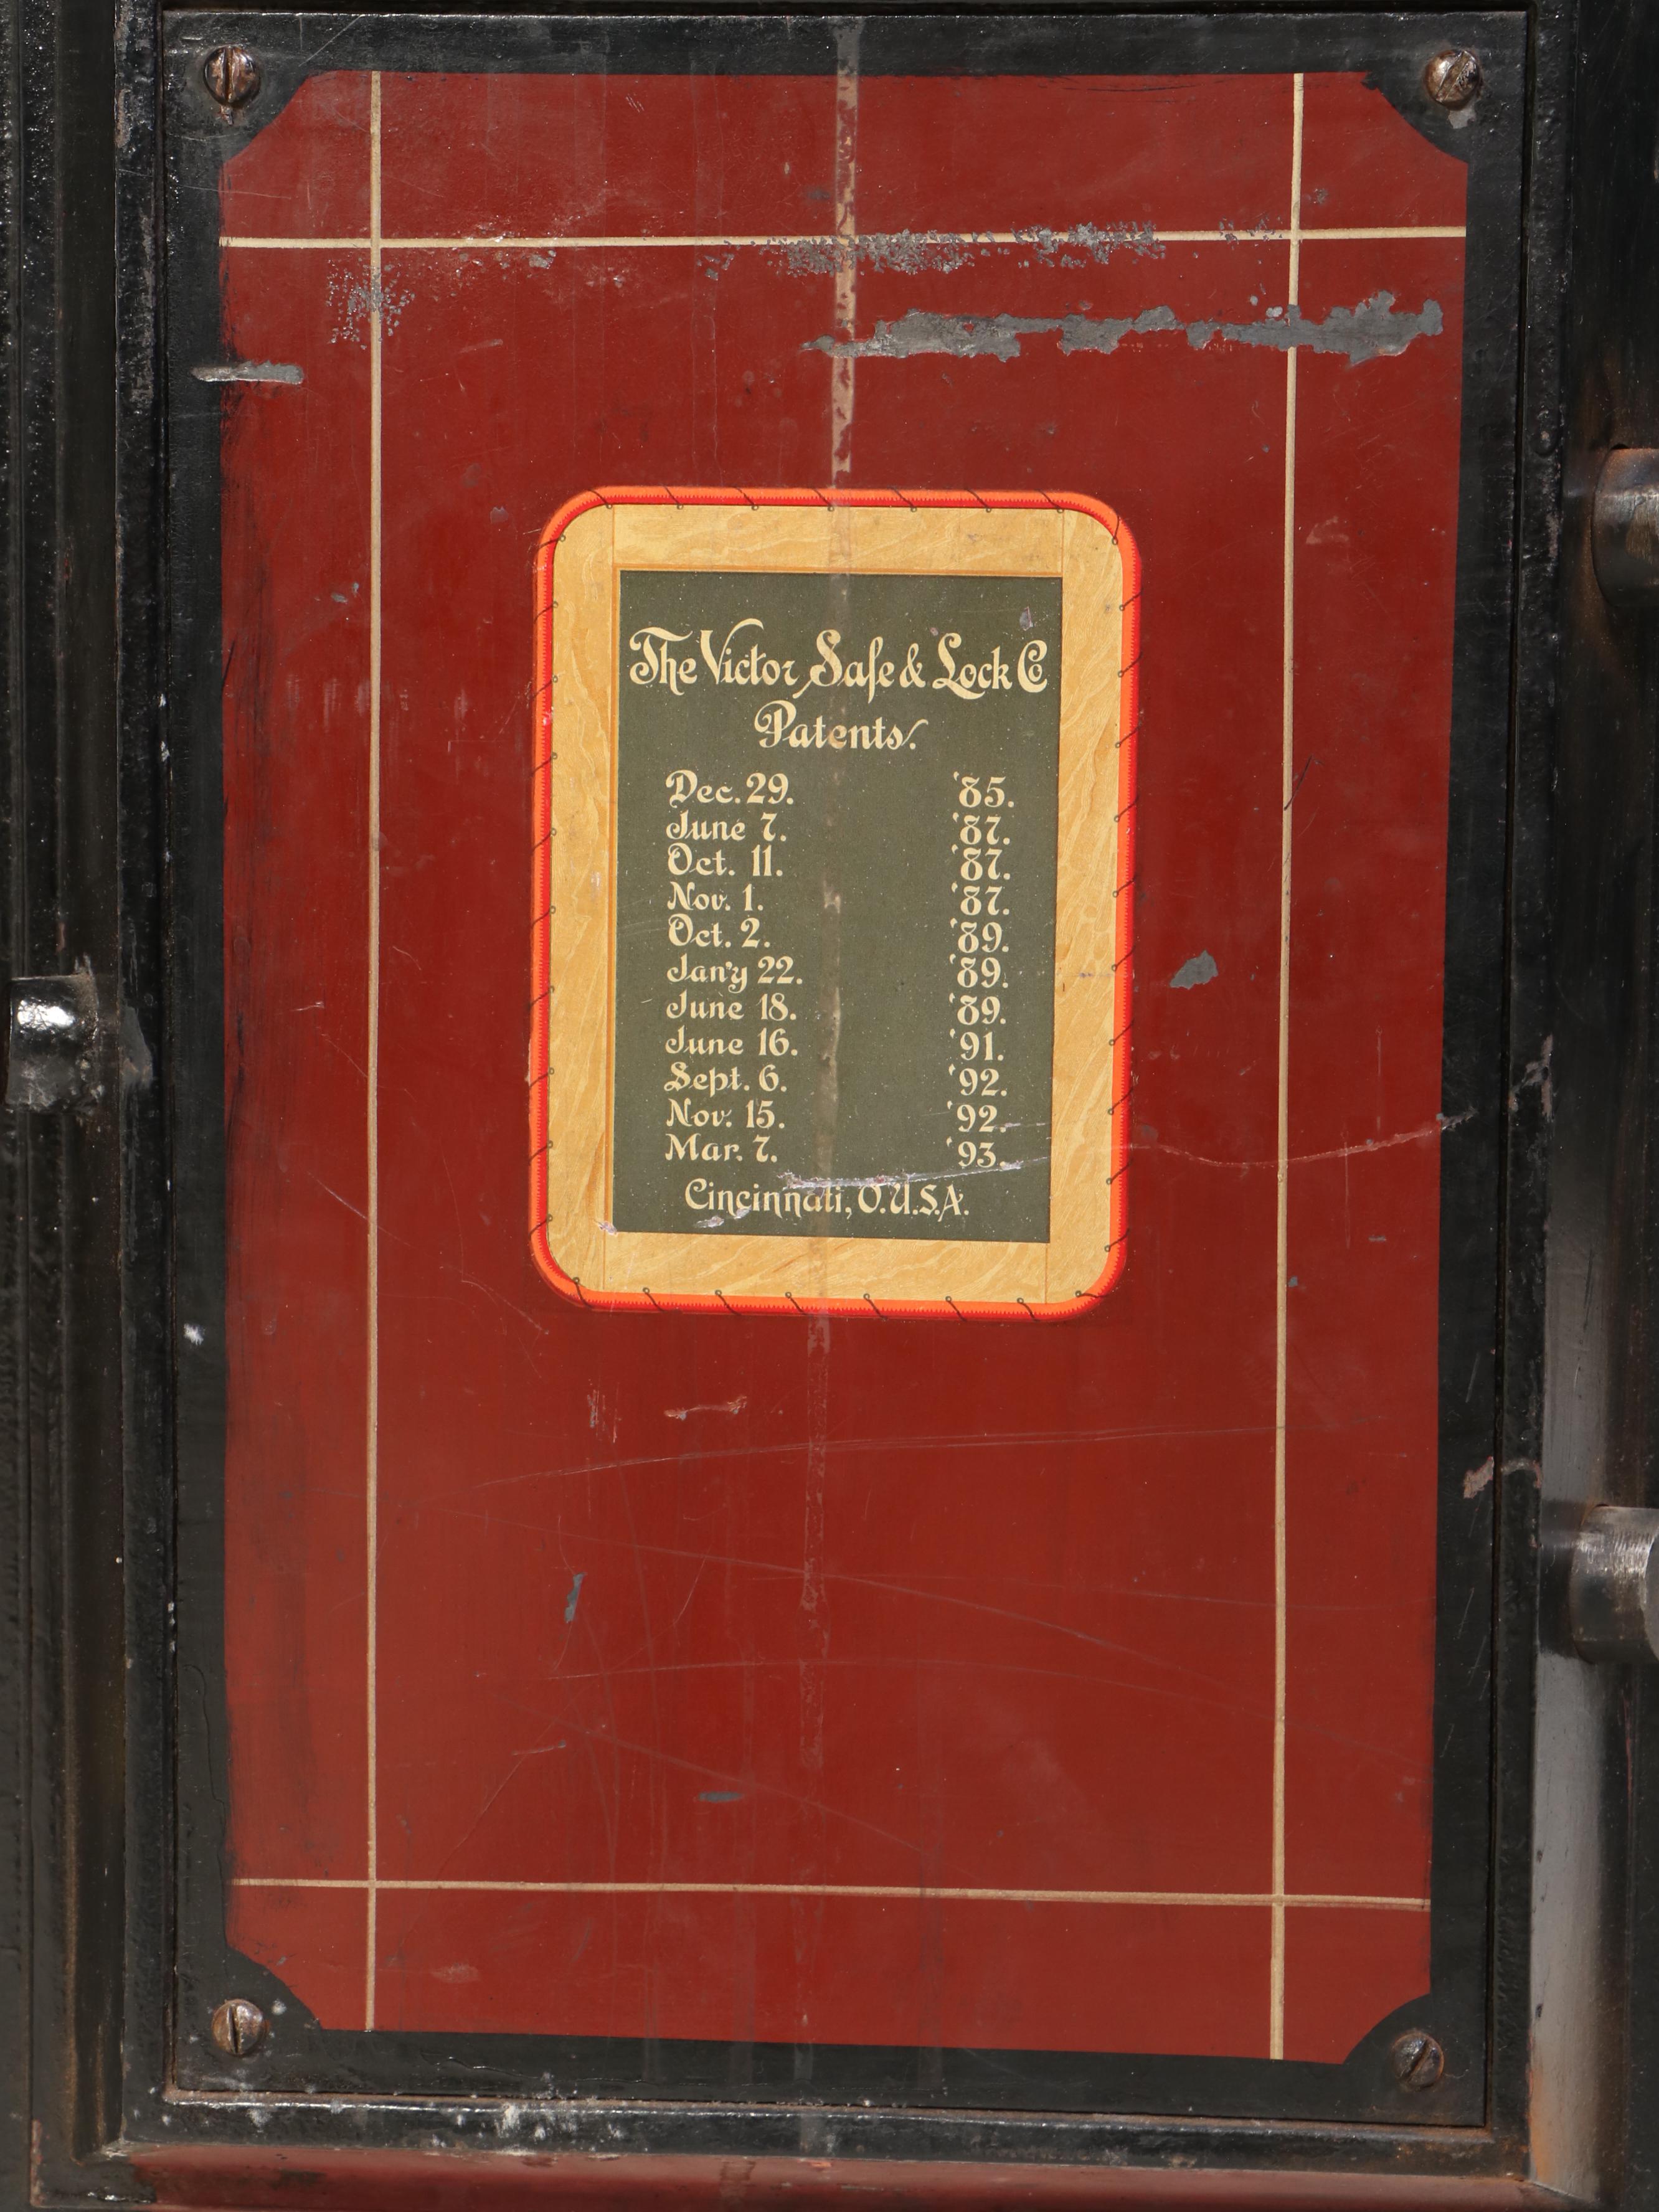 The Victor Safe & Lock Co
Patents.
Dec. 29. '85.
June 7. '87.
Oct. 11. '87.
Nov. 1. '87.
Oct. 2. '89.
Jan'y 22. '89.
June 18. '89.
June 16. '91.
Sept. 6. '92.
Nov. 15. '92.
Mar. 7. '93.
Cincinnati, O. U.S.A.